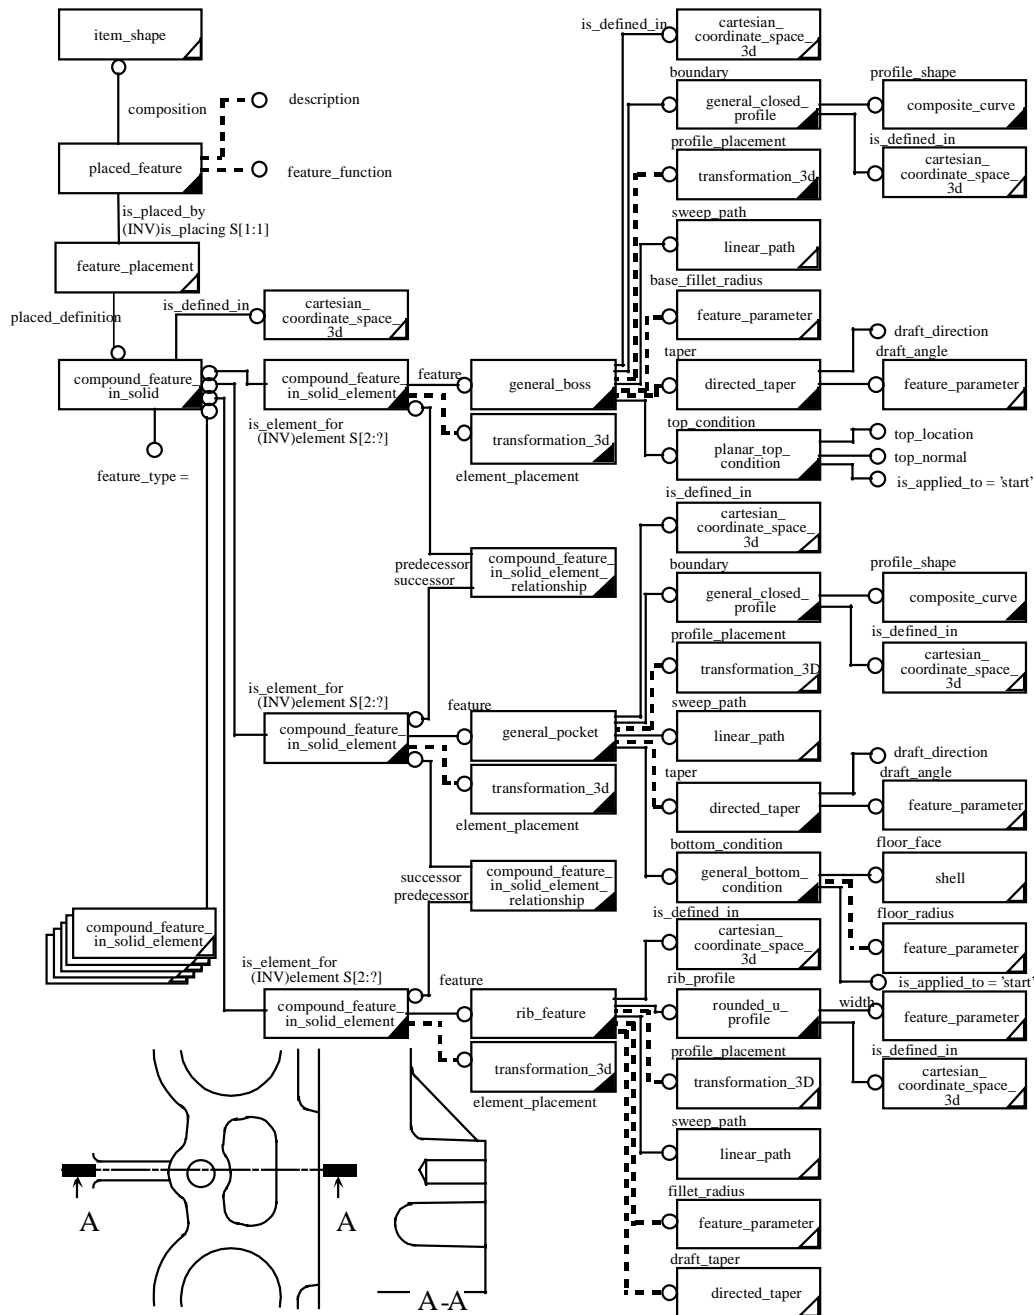 item_shape
composition
description
placed_feature
feature_function
is_placed_by
(INV)is_placing S[1:1]
feature_placement
placed_definition
is_defined_in
cartesian_
coordinate_space_
3d
compound_feature_
in_solid
feature_type =
compound_feature_
in_solid_element
is_element_for
(INV)element S[2:?]
feature
general_boss
transformation_3d
element_placement
is_defined_in
cartesian_
coordinate_space_
3d
boundary
general_closed_
profile
profile_shape
composite_curve
is_defined_in
cartesian_
coordinate_space_
3d
profile_placement
transformation_3d
sweep_path
linear_path
base_fillet_radius
feature_parameter
taper
directed_taper
draft_direction
draft_angle
feature_parameter
top_condition
planar_top_
condition
top_location
top_normal
is_applied_to = 'start'
predecessor
successor
compound_feature_
in_solid_element_
relationship
is_element_for
(INV)element S[2:?]
compound_feature_
in_solid_element
feature
general_pocket
transformation_3d
element_placement
is_defined_in
cartesian_
coordinate_space_
3d
boundary
general_closed_
profile
profile_shape
composite_curve
is_defined_in
cartesian_
coordinate_space_
3d
profile_placement
transformation_3D
sweep_path
linear_path
taper
directed_taper
draft_direction
draft_angle
feature_parameter
bottom_condition
general_bottom_
condition
floor_face
shell
floor_radius
feature_parameter
is_applied_to = 'start'
successor
predecessor
compound_feature_
in_solid_element_
relationship
compound_feature_
in_solid_element
is_element_for
(INV)element S[2:?]
compound_feature_
in_solid_element
feature
rib_feature
transformation_3d
element_placement
is_defined_in
cartesian_
coordinate_space_
3d
rib_profile
rounded_u_
profile
width
feature_parameter
is_defined_in
cartesian_
coordinate_space_
3d
profile_placement
transformation_3D
sweep_path
linear_path
fillet_radius
feature_parameter
draft_taper
directed_taper
A
A
A-A